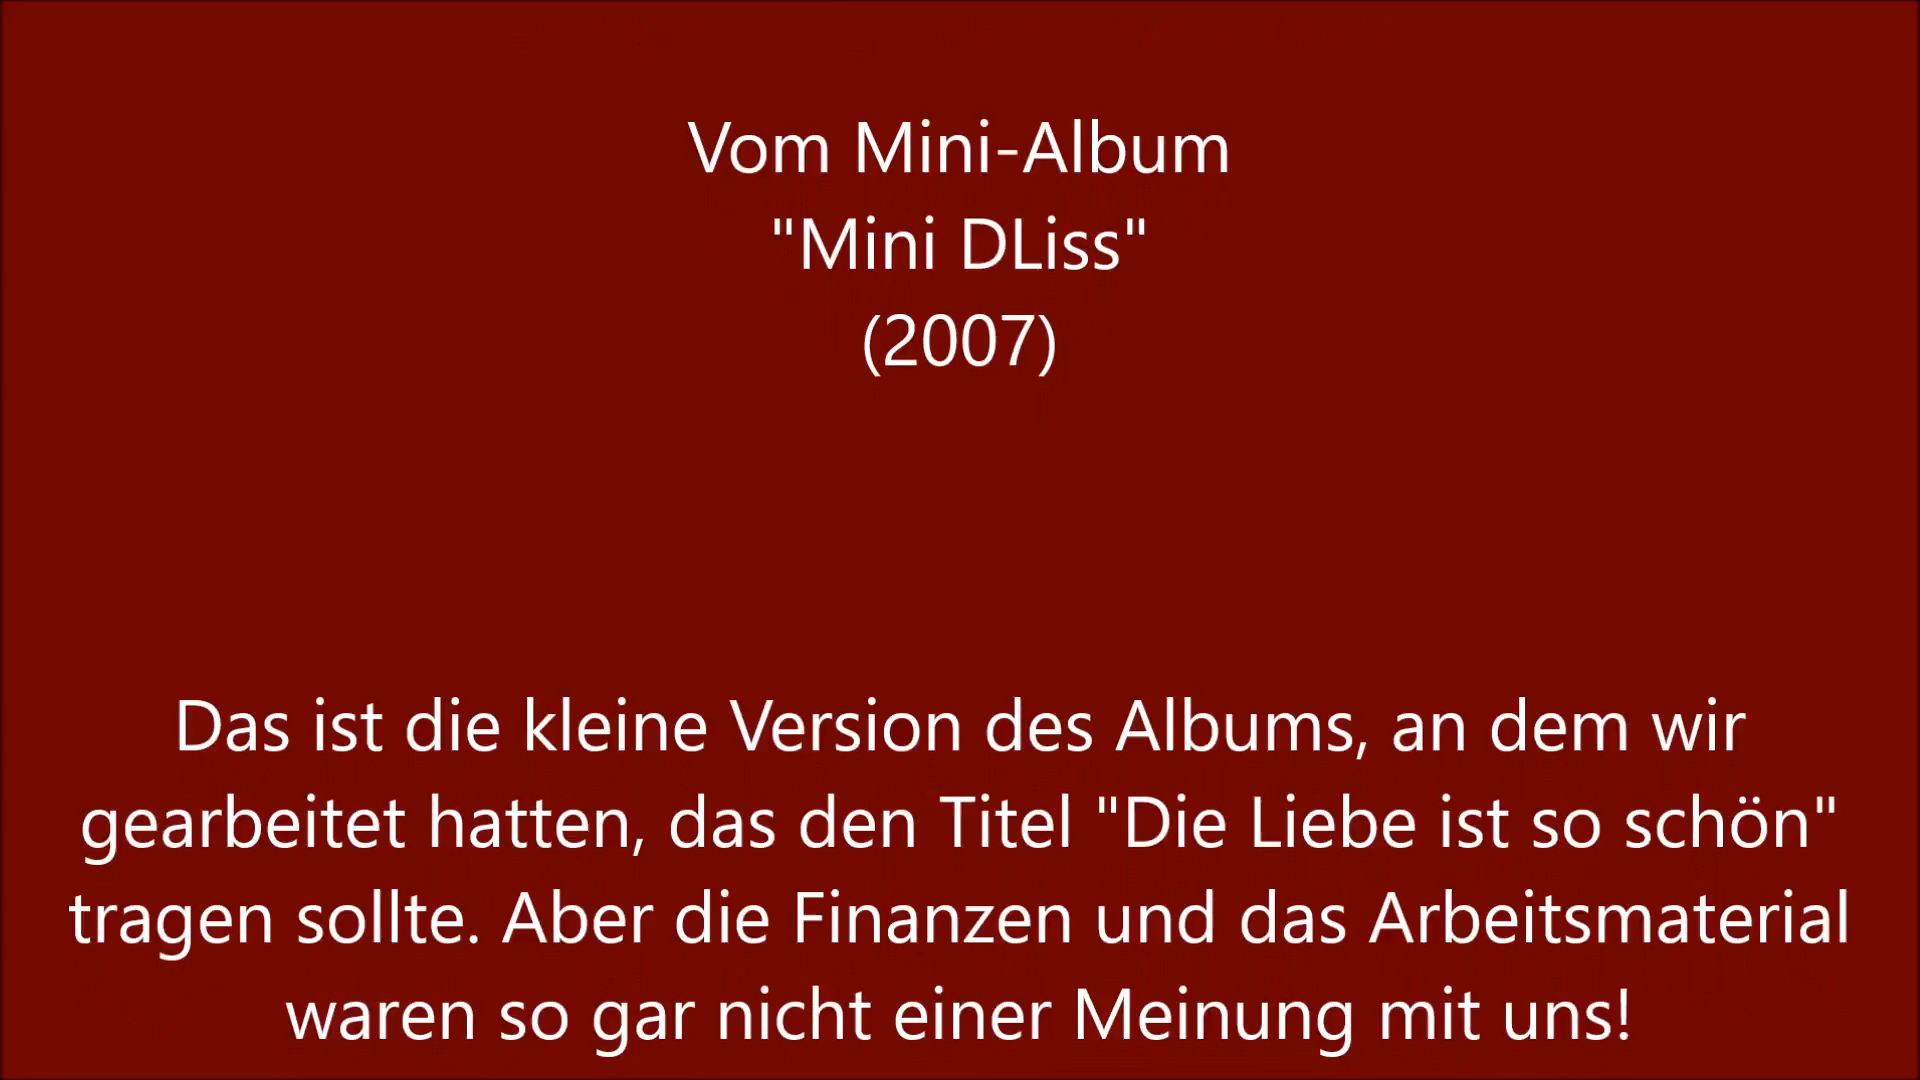 Vom Mini-Album
"Mini DLiss"
(2007)
Das ist die kleine Version des Albums, an dem wir
gearbeitet hatten, das den Titel "Die Liebe ist so schön"
tragen sollte. Aber die Finanzen und das Arbeitsmaterial
waren so gar nicht einer Meinung mit uns!